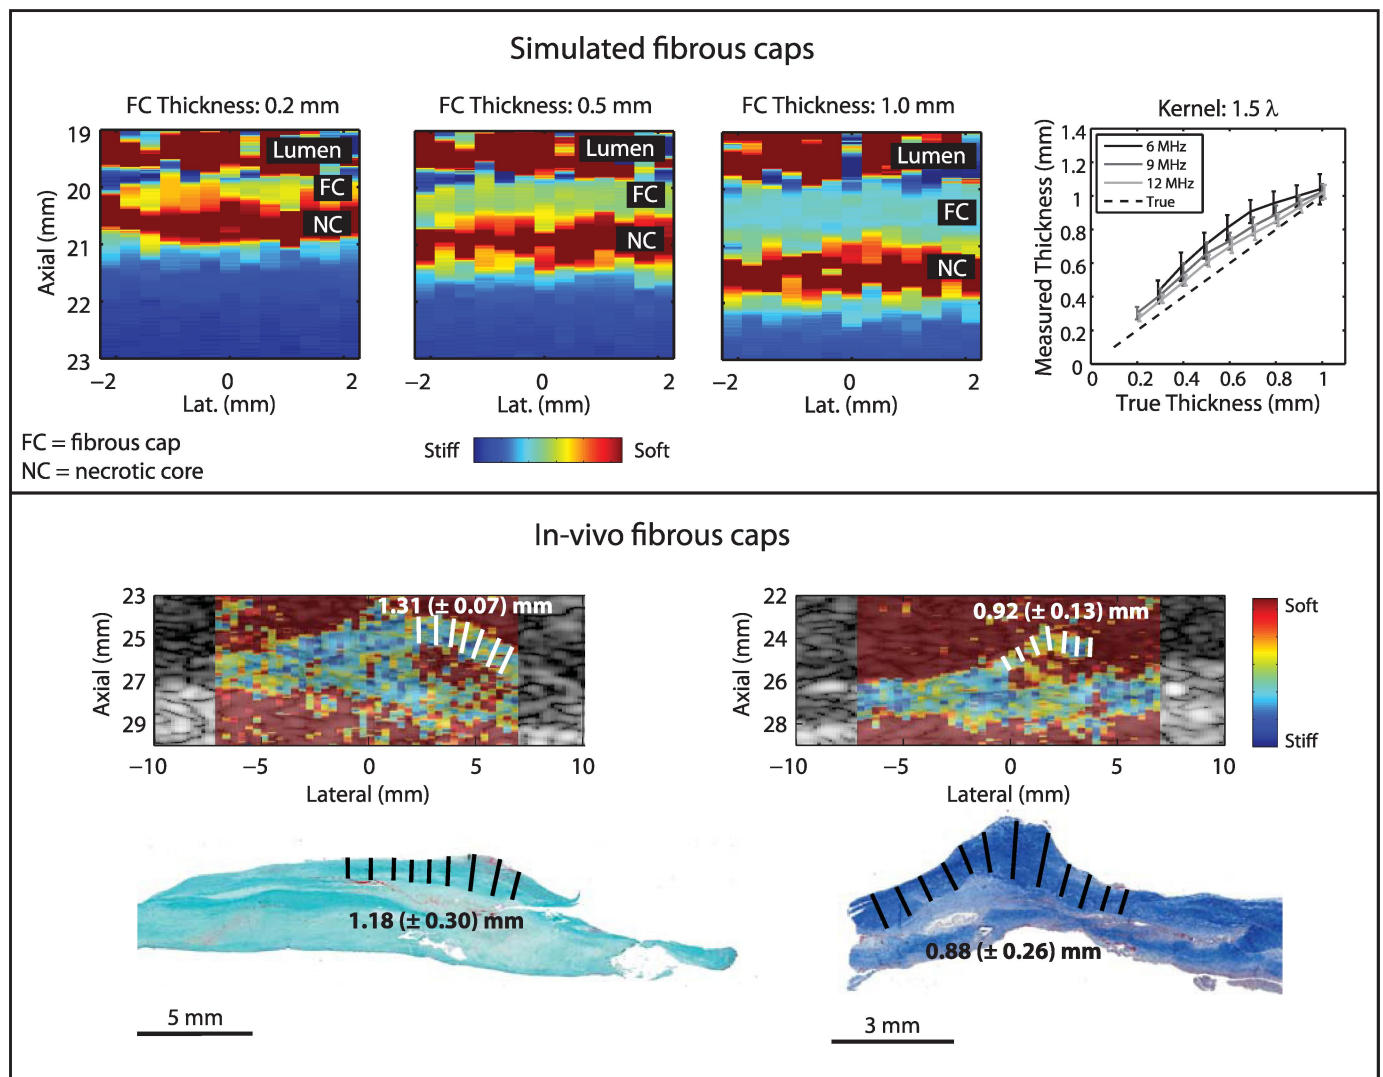 Simulated fibrous caps
FC Thickness: 0.2 mm
FC Thickness: 0.5 mm
FC Thickness: 1.0 mm
Kernel: 1.5 λ
19
20
21
22
23
Axial (mm)
Lumen
FC
NC
−2
0
2
Lat. (mm)
Lumen
FC
NC
−2
0
2
Lat. (mm)
Lumen
FC
NC
−2
0
2
Lat. (mm)
1.4
1.2
1
0.8
0.6
0.4
0.2
0
Measured Thickness (mm)
6 MHz
9 MHz
12 MHz
True
0
0.2
0.4
0.6
0.8
1
True Thickness (mm)
FC = fibrous cap
NC = necrotic core
Stiff
Soft
In-vivo fibrous caps
23
25
27
29
Axial (mm)
1.31 (± 0.07) mm
−10
−5
0
5
10
Lateral (mm)
22
24
26
28
Axial (mm)
0.92 (± 0.13) mm
−10
−5
0
5
10
Lateral (mm)
Soft
Stiff
1.18 (± 0.30) mm
5 mm
0.88 (± 0.26) mm
3 mm